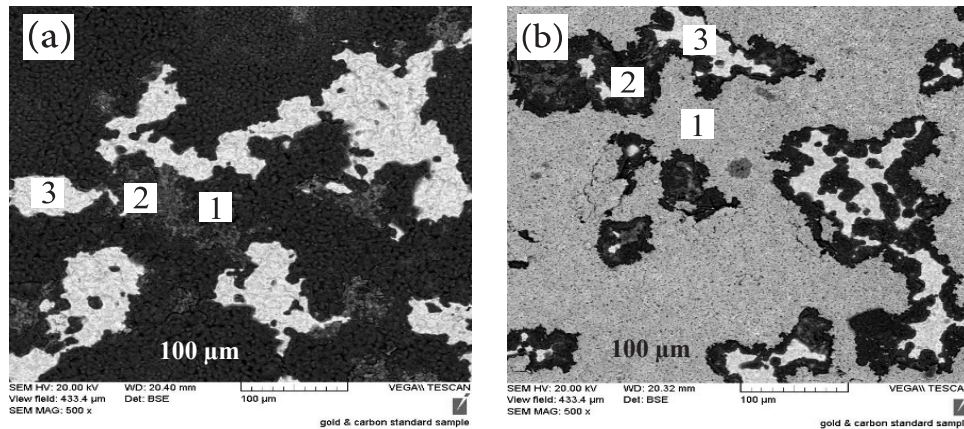 (a)
3
2
1
100 µm
SEM HV: 20.00 kV
WD: 20.40 mm
View field: 433.4 µm
Det: BSE
100 µm
SEM MAG: 500 x
VEGA\\ TESCAN
gold & carbon standard sample
(b)
3
2
1
100 µm
SEM HV: 20.00 kV
WD: 20.32 mm
View field: 433.4 µm
Det: BSE
100 µm
SEM MAG: 500 x
VEGA\\ TESCAN
gold & carbon standard sample